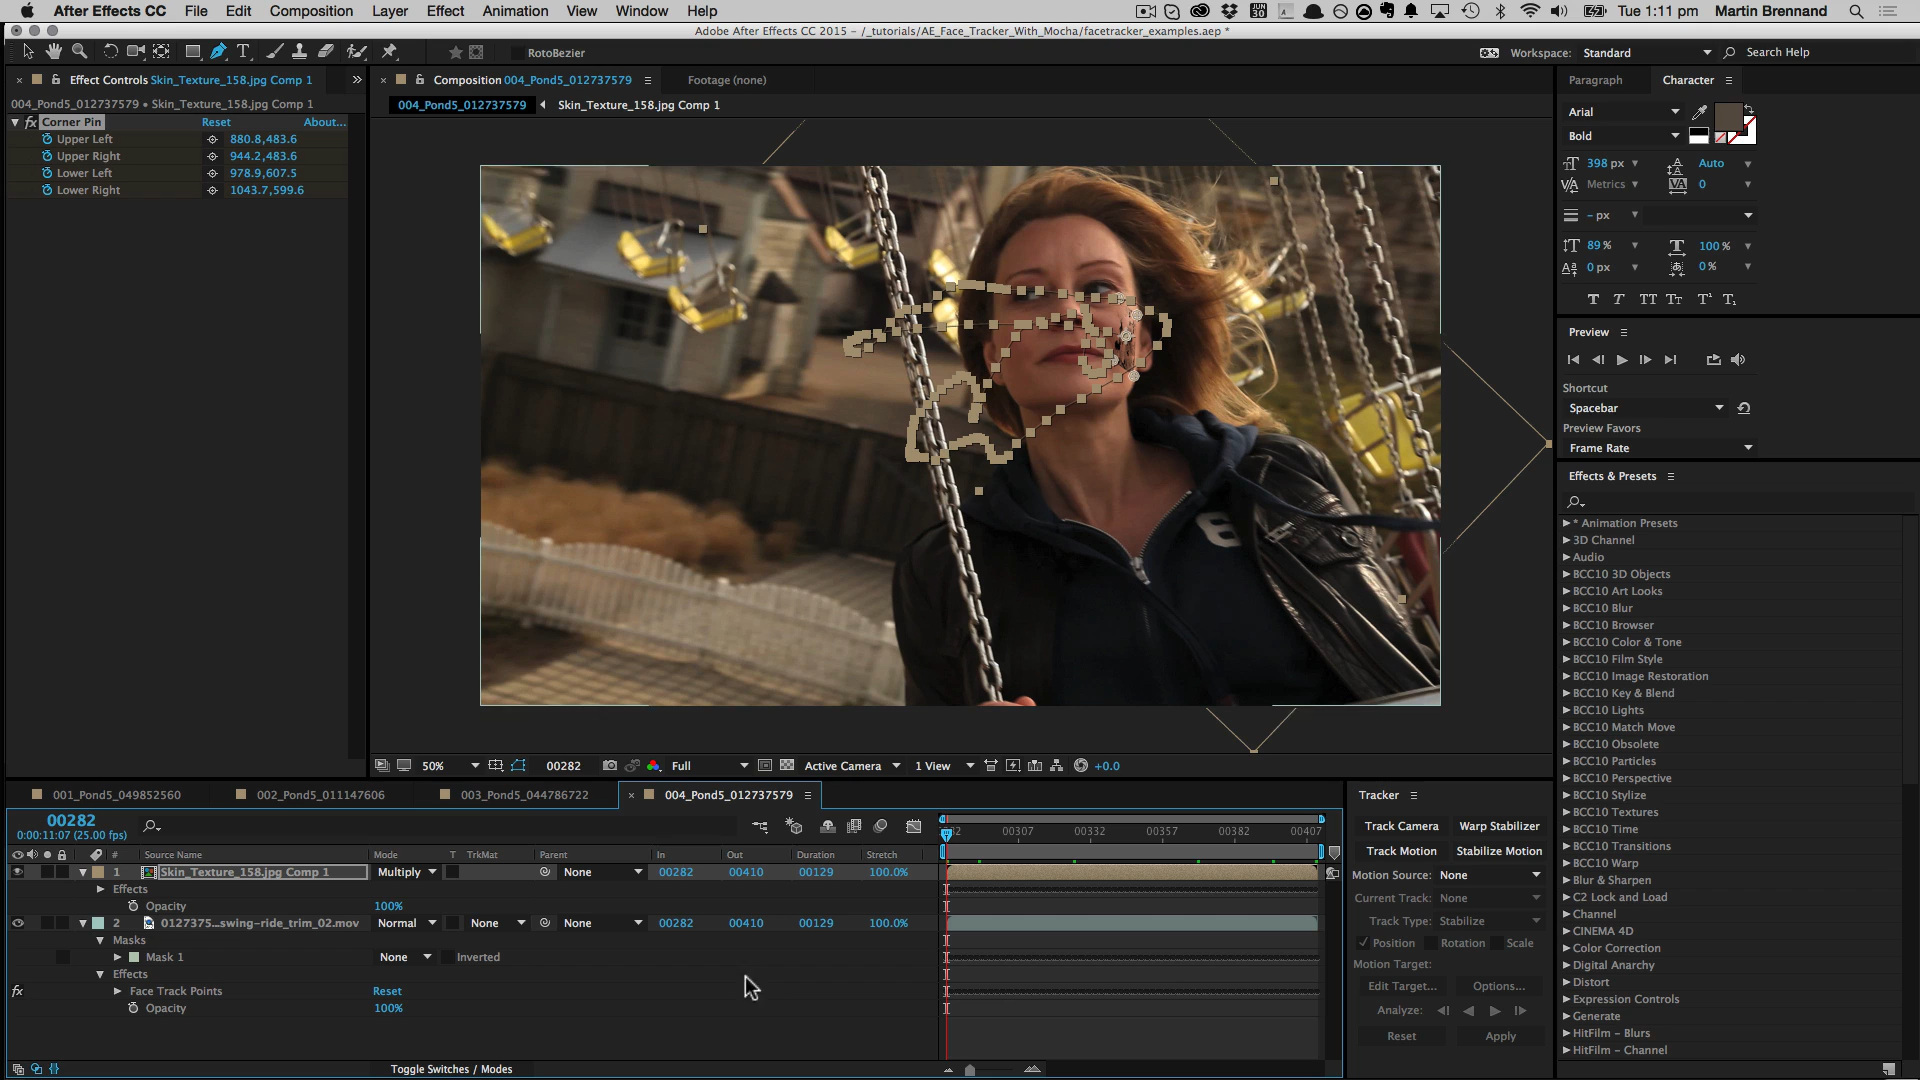 After Effects CC File Edit Composition Layer Effect Animation View Window Help
JUN 30 Tue 1:11 pm Martin Brennand
Adobe After Effects CC 2015 - /_tutorials/AE_Face_Tracker_With_Mocha/facetracker_examples.aep *
RotoBezier
Workspace: Standard
Search Help
Effect Controls Skin_Texture_158.jpg Comp 1
004_Pond5_012737579 • Skin_Texture_158.jpg Comp 1
fx Corner Pin Reset About...
Upper Left 880.8,483.6
Upper Right 944.2,483.6
Lower Left 978.9,607.5
Lower Right 1043.7,599.6
Composition 004_Pond5_012737579
Footage (none)
004_Pond5_012737579
Skin_Texture_158.jpg Comp 1
50% 00282 Full Active Camera 1 View +0.0
Paragraph Character
Arial
Bold
398 px Auto
Metrics 0
- px
89 % 100 %
0 px 0 %
T T TT Tr T¹ T₁
Preview
Shortcut
Spacebar
Preview Favors
Frame Rate
Effects & Presets
* Animation Presets
3D Channel
Audio
BCC10 3D Objects
BCC10 Art Looks
BCC10 Blur
BCC10 Browser
BCC10 Color & Tone
BCC10 Film Style
BCC10 Image Restoration
BCC10 Key & Blend
BCC10 Lights
BCC10 Match Move
BCC10 Obsolete
BCC10 Particles
BCC10 Perspective
BCC10 Stylize
BCC10 Textures
BCC10 Time
BCC10 Transitions
BCC10 Warp
Blur & Sharpen
C2 Lock and Load
Channel
CINEMA 4D
Color Correction
Digital Anarchy
Distort
Expression Controls
Generate
HitFilm - Blurs
HitFilm - Channel
001_Pond5_049852560
002_Pond5_011147606
003_Pond5_044786722
004_Pond5_012737579
00282
0:00:11:07 (25.00 fps)
00307 00332 00357 00382 00407
# Source Name Mode T TrkMat Parent In Out Duration Stretch
1 Skin_Texture_158.jpg Comp 1 Multiply None 00282 00410 00129 100.0%
Effects
Opacity 100%
2 0127375...swing-ride_trim_02.mov Normal None None 00282 00410 00129 100.0%
Masks
Mask 1 None Inverted
Effects
fx Face Track Points Reset
Opacity 100%
Toggle Switches / Modes
Tracker
Track Camera Warp Stabilizer
Track Motion Stabilize Motion
Motion Source: None
Current Track: None
Track Type: Stabilize
Position Rotation Scale
Motion Target:
Edit Target... Options...
Analyze:
Reset Apply